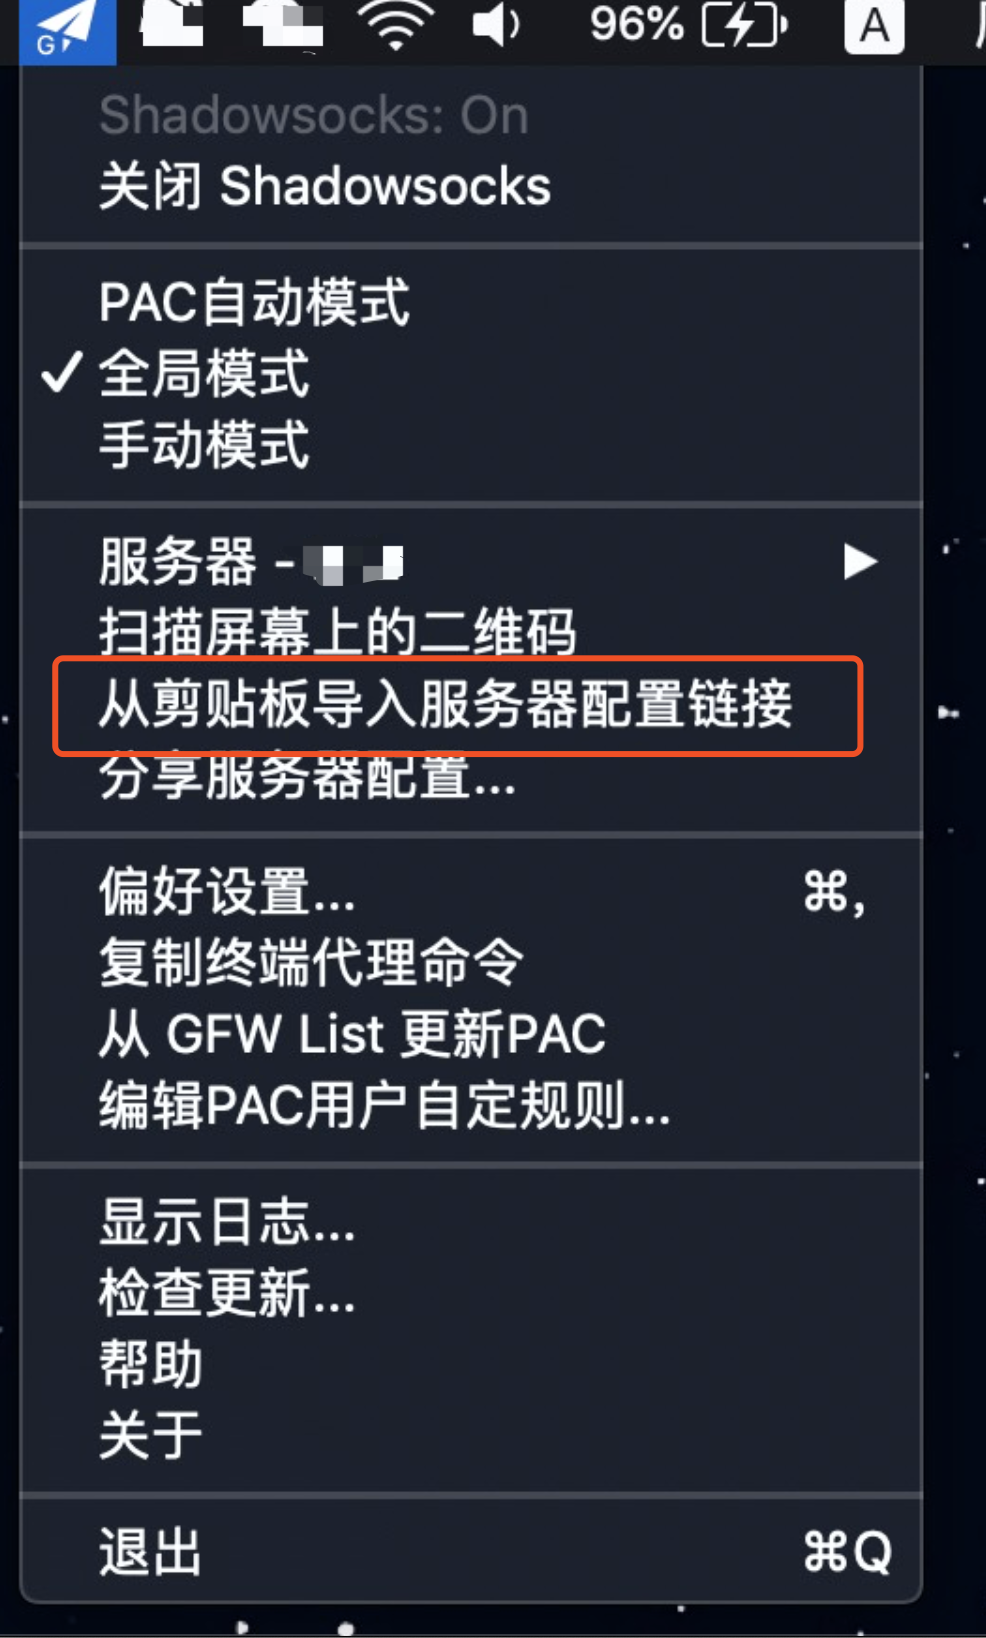 G
96%
A
Shadowsocks: On
关闭 Shadowsocks
PAC自动模式
✓ 全局模式
手动模式
服务器 -
扫描屏幕上的二维码
从剪贴板导入服务器配置链接
分享服务器配置...
偏好设置... ⌘,
复制终端代理命令
从 GFW List 更新PAC
编辑PAC用户自定规则...
显示日志...
检查更新...
帮助
关于
退出 ⌘Q